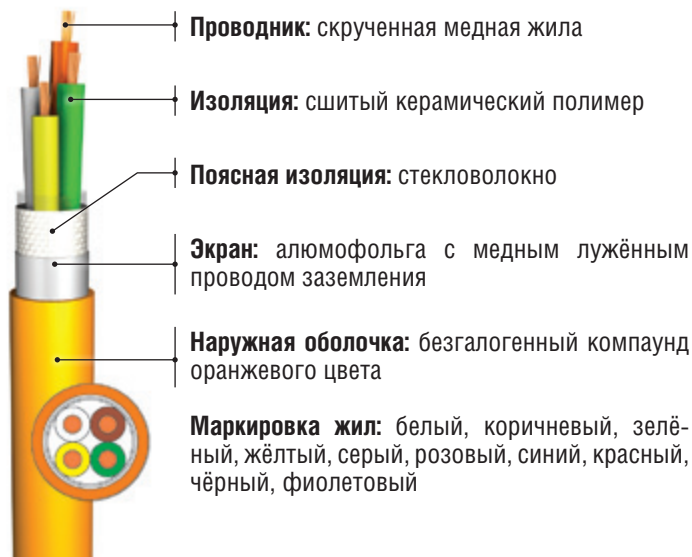 Проводник: скрученная медная жила
Изоляция: сшитый керамический полимер
Поясная изоляция: стекловолокно
Экран: алюмофольга с медным лужённым
проводом заземления
Наружная оболочка: безгалогенный компаунд
оранжевого цвета
Маркировка жил: белый, коричневый, зелё-
ный, жёлтый, серый, розовый, синий, красный,
чёрный, фиолетовый